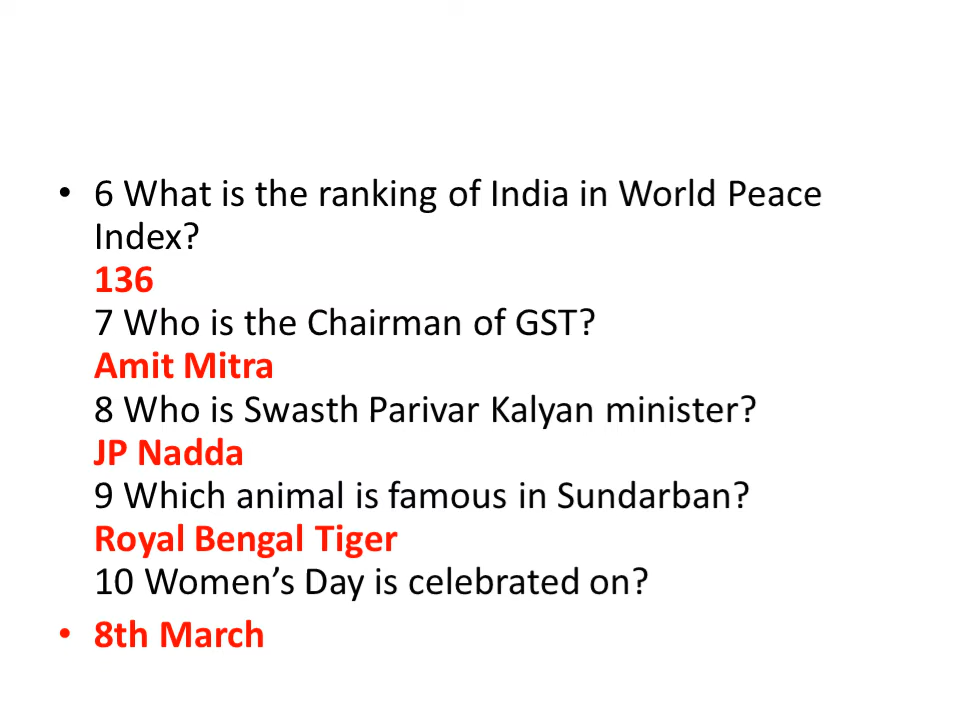 • 6 What is the ranking of India in World Peace
Index?
136
7 Who is the Chairman of GST?
Amit Mitra
8 Who is Swasth Parivar Kalyan minister?
JP Nadda
9 Which animal is famous in Sundarban?
Royal Bengal Tiger
10 Women’s Day is celebrated on?
• 8th March